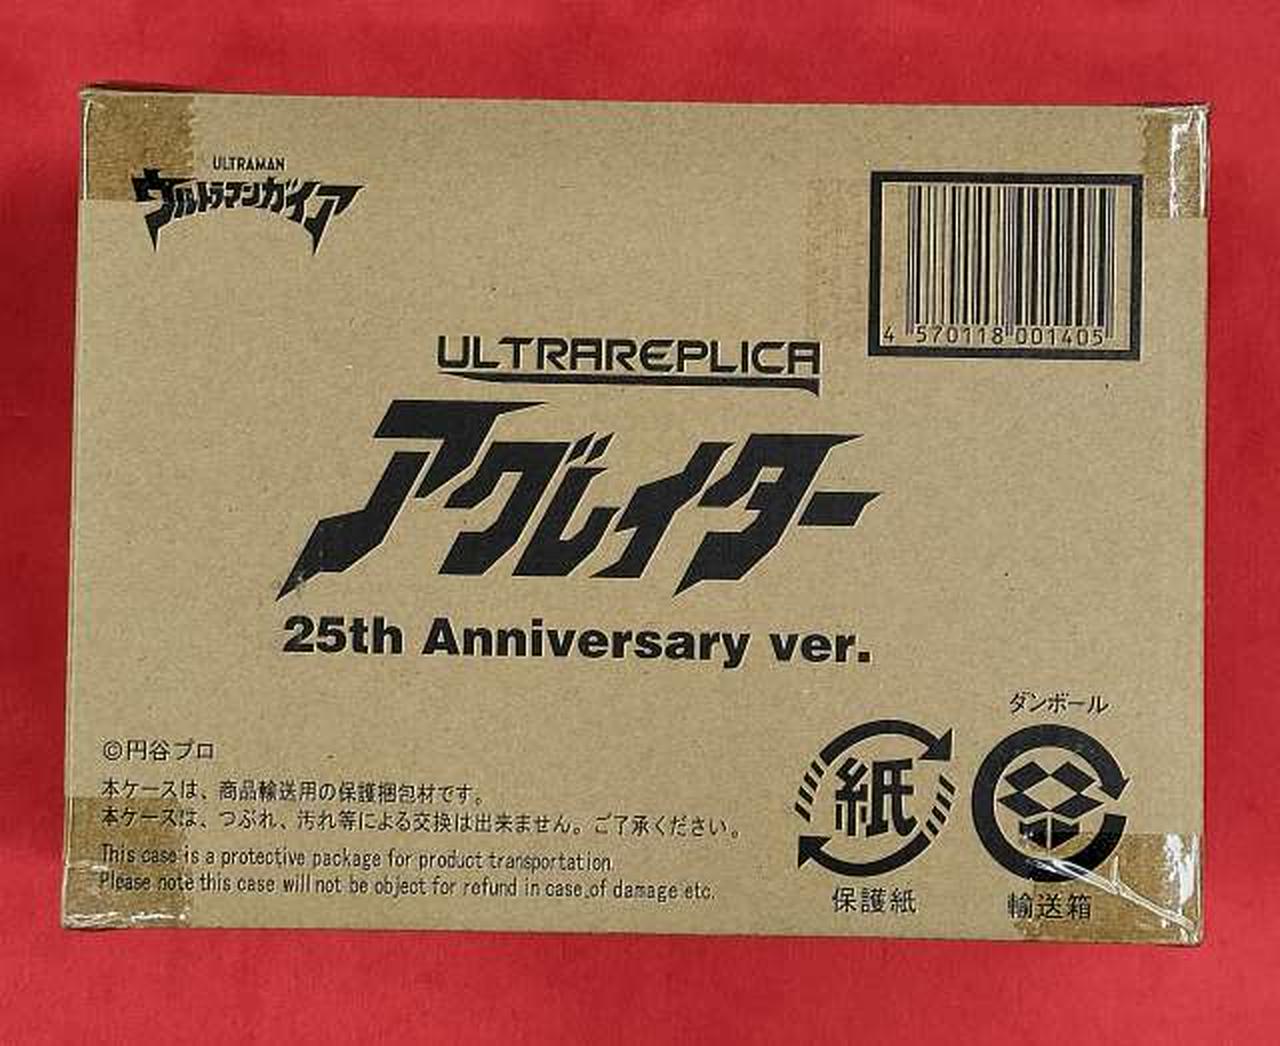 ULTRAMAN
ウルトラマンガイア
4 570118 001405
ULTRAREPLICA
アグレイター
25th Anniversary ver.
©円谷プロ
本ケースは、商品輸送用の保護梱包材です。
本ケースは、つぶれ、汚れ等による交換は出来ません。ご了承ください。
This case is a protective package for product transportation.
Please note this case will not be object for refund in case of damage etc.
紙
保護紙
ダンボール
輸送箱